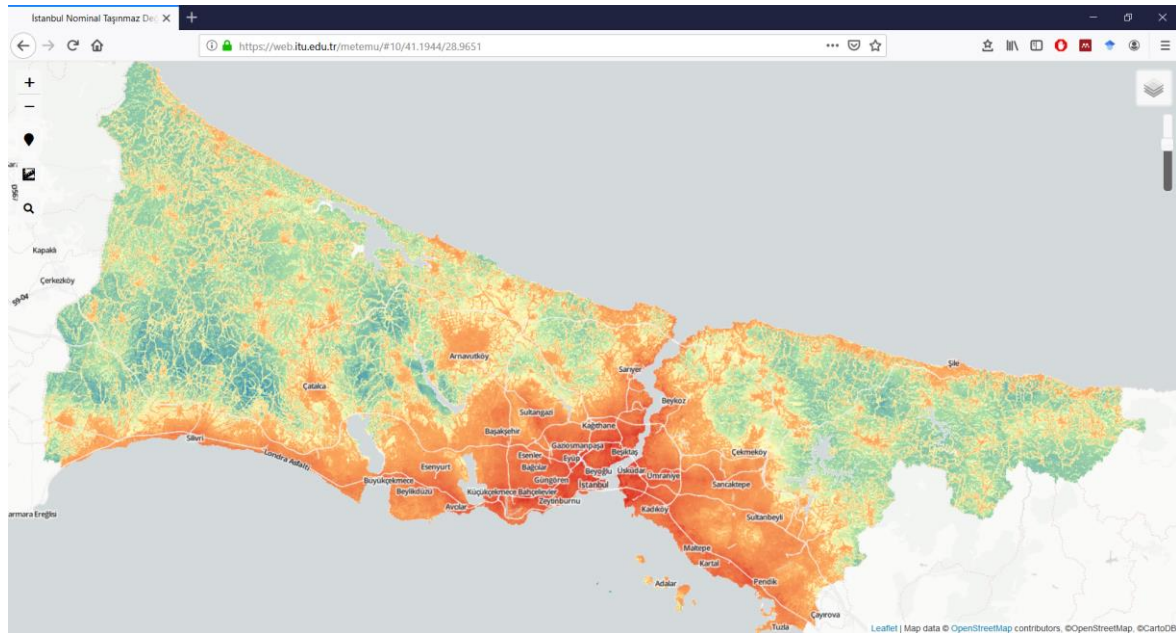 İstanbul Nominal Taşınmaz De
https://web.itu.edu.tr/metemu/#10/41.1944/28.9651
Kapaklı
Çerkezköy
Arnavutköy
Sarıyer
Şile
Çatalca
Beykoz
Sultangazi
Kağıthane
Başakşehir
Gaziosmanpaşa
Beşiktaş
Silivri
Londra Asfaltı
Esenler
Eyüp
Çekmeköy
Esenyurt
Bağcılar
Beyoğlu
Üsküdar
Ümraniye
Büyükçekmece
Güngören
İstanbul
Sancaktepe
Beylikdüzü
Küçükçekmece
Bahçelievler
Avcılar
Zeytinburnu
Kadıköy
Sultanbeyli
armara Ereğlisi
Maltepe
Kartal
Adalar
Pendik
Çayırova
Tuzla
Leaflet | Map data © OpenStreetMap contributors, ©OpenStreetMap, ©CartoDB